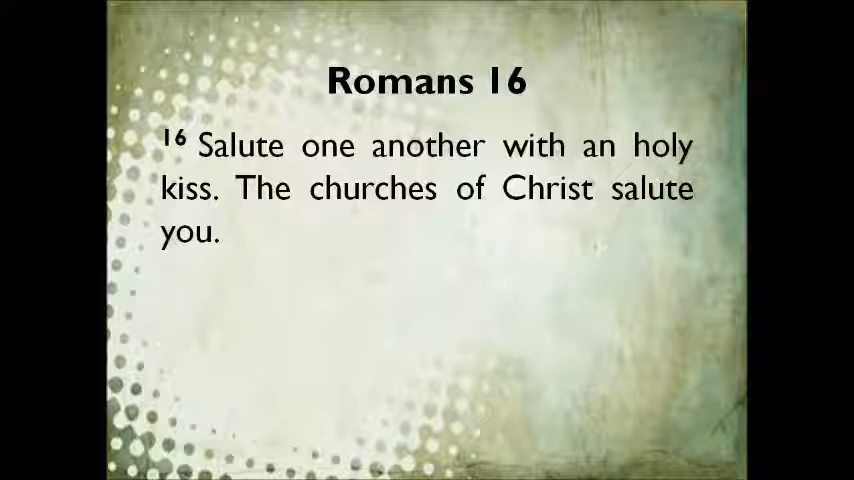 Romans 16
16 Salute one another with an holy
kiss. The churches of Christ salute
you.